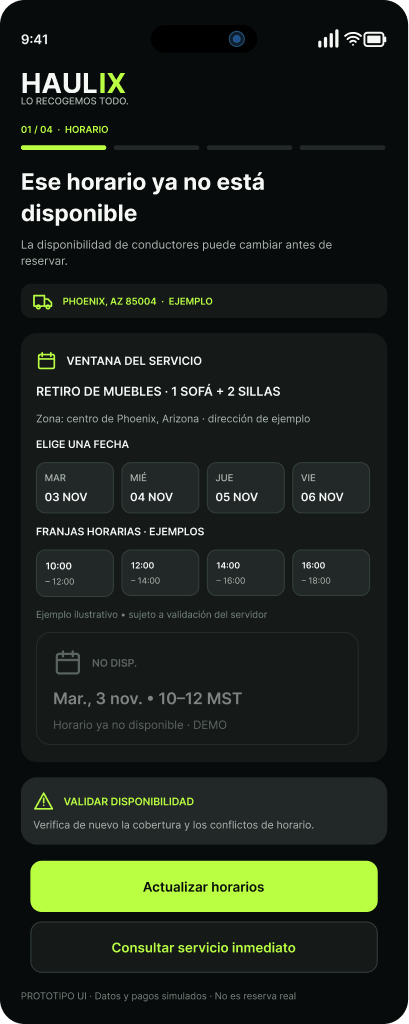 9:41
HAULIX
LO RECOGEMOS TODO.
01 / 04 · HORARIO
Ese horario ya no está
disponible
La disponibilidad de conductores puede cambiar antes de
reservar.
PHOENIX, AZ 85004 · EJEMPLO
VENTANA DEL SERVICIO
RETIRO DE MUEBLES · 1 SOFÁ + 2 SILLAS
Zona: centro de Phoenix, Arizona · dirección de ejemplo
ELIGE UNA FECHA
MAR MIÉ JUE VIE
03 NOV 04 NOV 05 NOV 06 NOV
FRANJAS HORARIAS · EJEMPLOS
10:00 12:00 14:00 16:00
– 12:00 – 14:00 – 16:00 – 18:00
Ejemplo ilustrativo • sujeto a validación del servidor
NO DISP.
Mar., 3 nov. • 10–12 MST
Horario ya no disponible · DEMO
VALIDAR DISPONIBILIDAD
Verifica de nuevo la cobertura y los conflictos de horario.
Actualizar horarios
Consultar servicio inmediato
PROTOTIPO UI · Datos y pagos simulados · No es reserva real